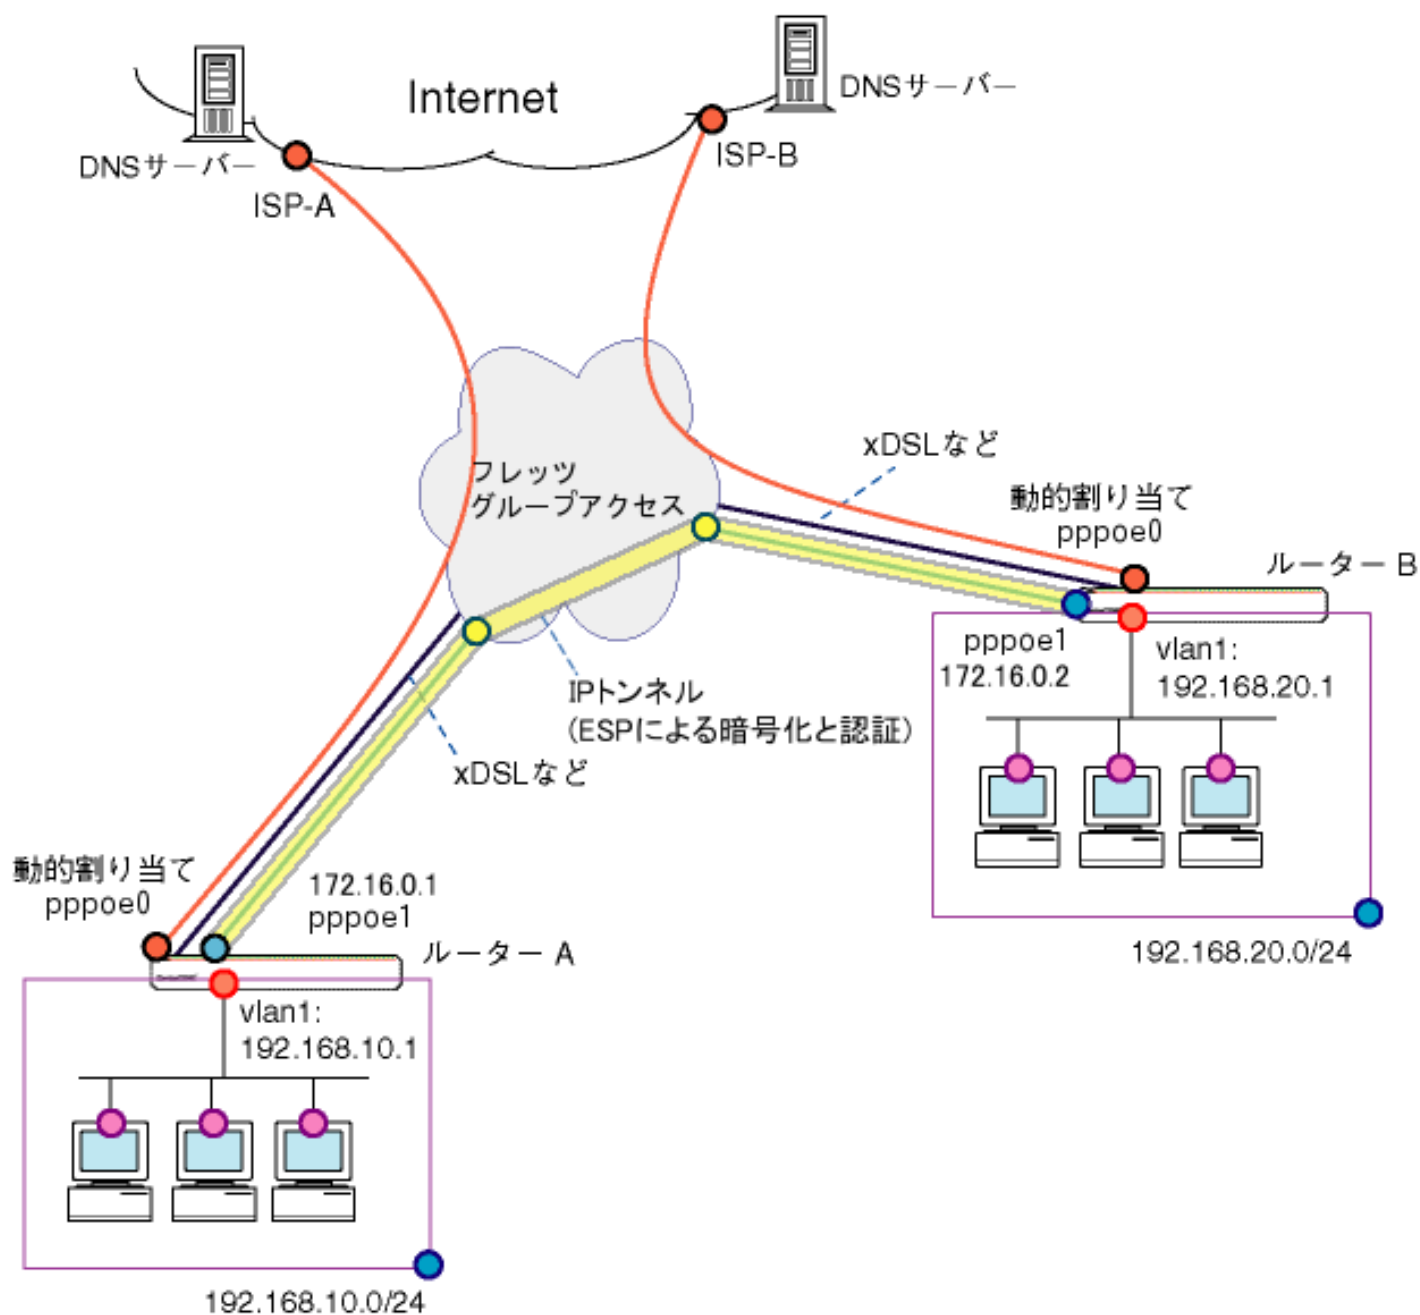 DNSサーバー
Internet
DNSサーバー
ISP-A
ISP-B
フレッツ
グループアクセス
xDSLなど
動的割り当て
pppoe0
ルーター B
pppoe1
172.16.0.2
vlan1:
192.168.20.1
IPトンネル
(ESPによる暗号化と認証)
xDSLなど
192.168.20.0/24
動的割り当て
pppoe0
172.16.0.1
pppoe1
ルーター A
vlan1:
192.168.10.1
192.168.10.0/24